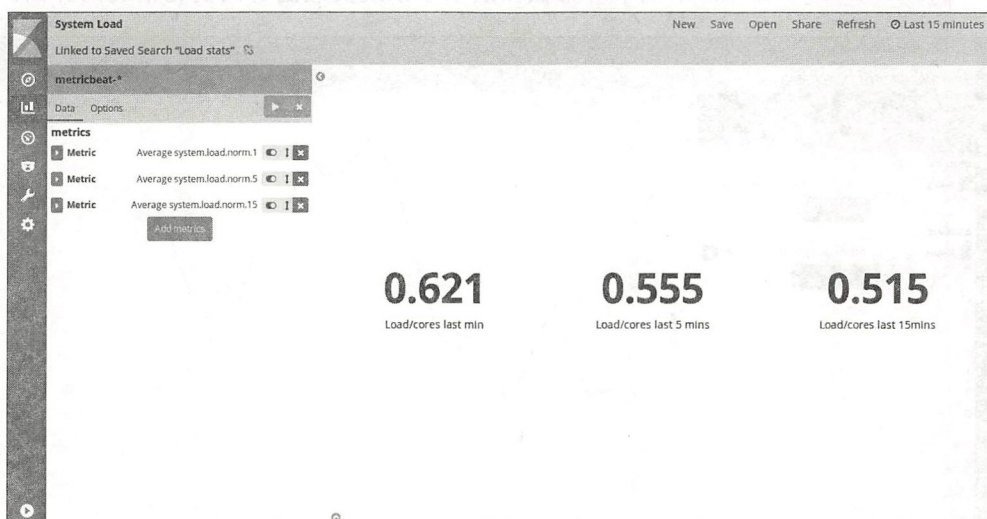 System Load
New Save Open Share Refresh Last 15 minutes
Linked to Saved Search "Load stats"
metricbeat-*
Data Options
metrics
Metric Average system.load.norm.1
Metric Average system.load.norm.5
Metric Average system.load.norm.15
Add metrics
0.621 0.555 0.515
Load/cores last min Load/cores last 5 mins Load/cores last 15mins